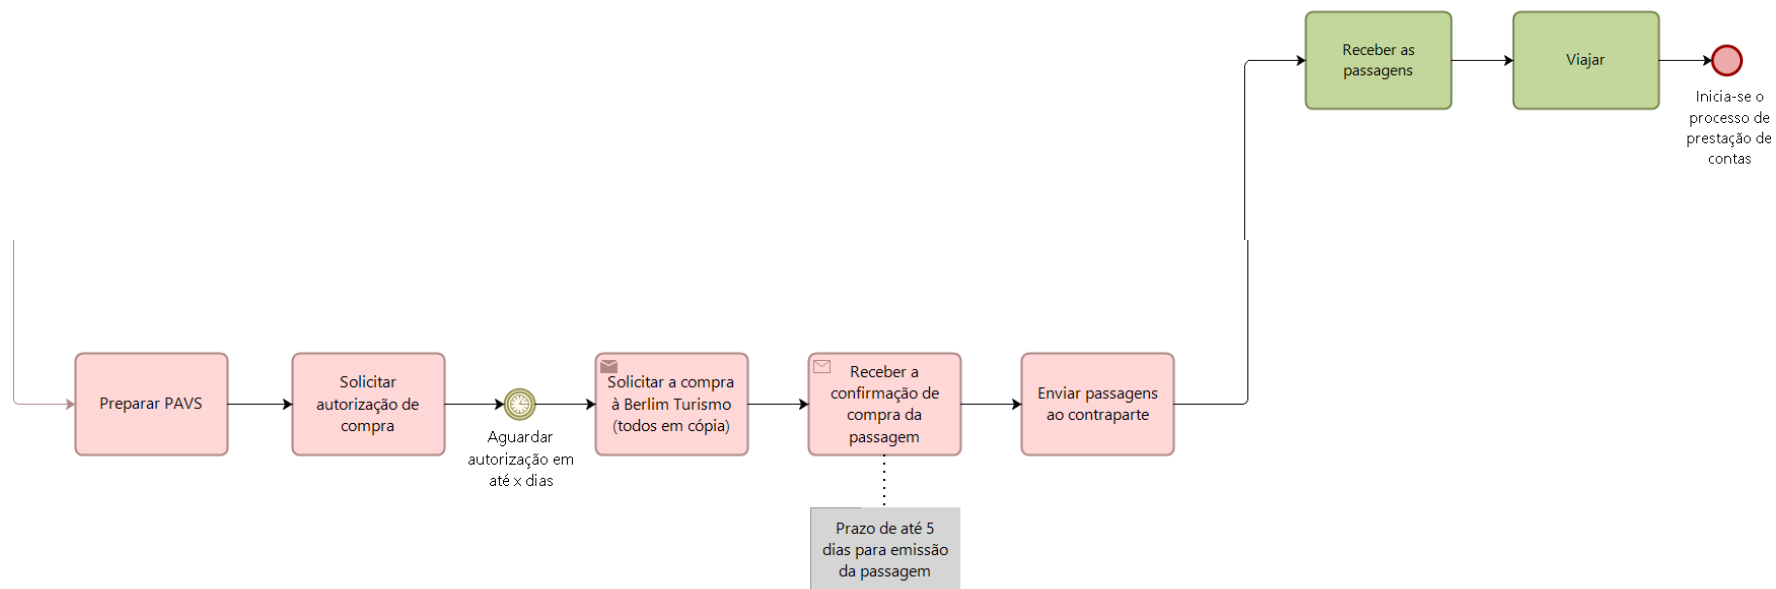 Receber as
passagens
Viajar
Inicia-se o
processo de
prestação de
contas
Preparar PAVS
Solicitar
autorização de
compra
Aguardar
autorização em
até x dias
Solicitar a compra
à Berlim Turismo
(todos em cópia)
Receber a
confirmação de
compra da
passagem
Enviar passagens
ao contraparte
Prazo de até 5
dias para emissão
da passagem